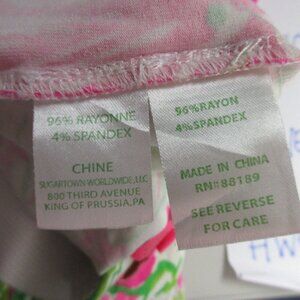 96% RAYONNE
4% SPANDEX
CHINE
SUGARTOWN WORLDWIDE, LLC
800 THIRD AVENUE
KING OF PRUSSIA, PA
96% RAYON
4% SPANDEX
MADE IN CHINA
RN# 88189
SEE REVERSE
FOR CARE